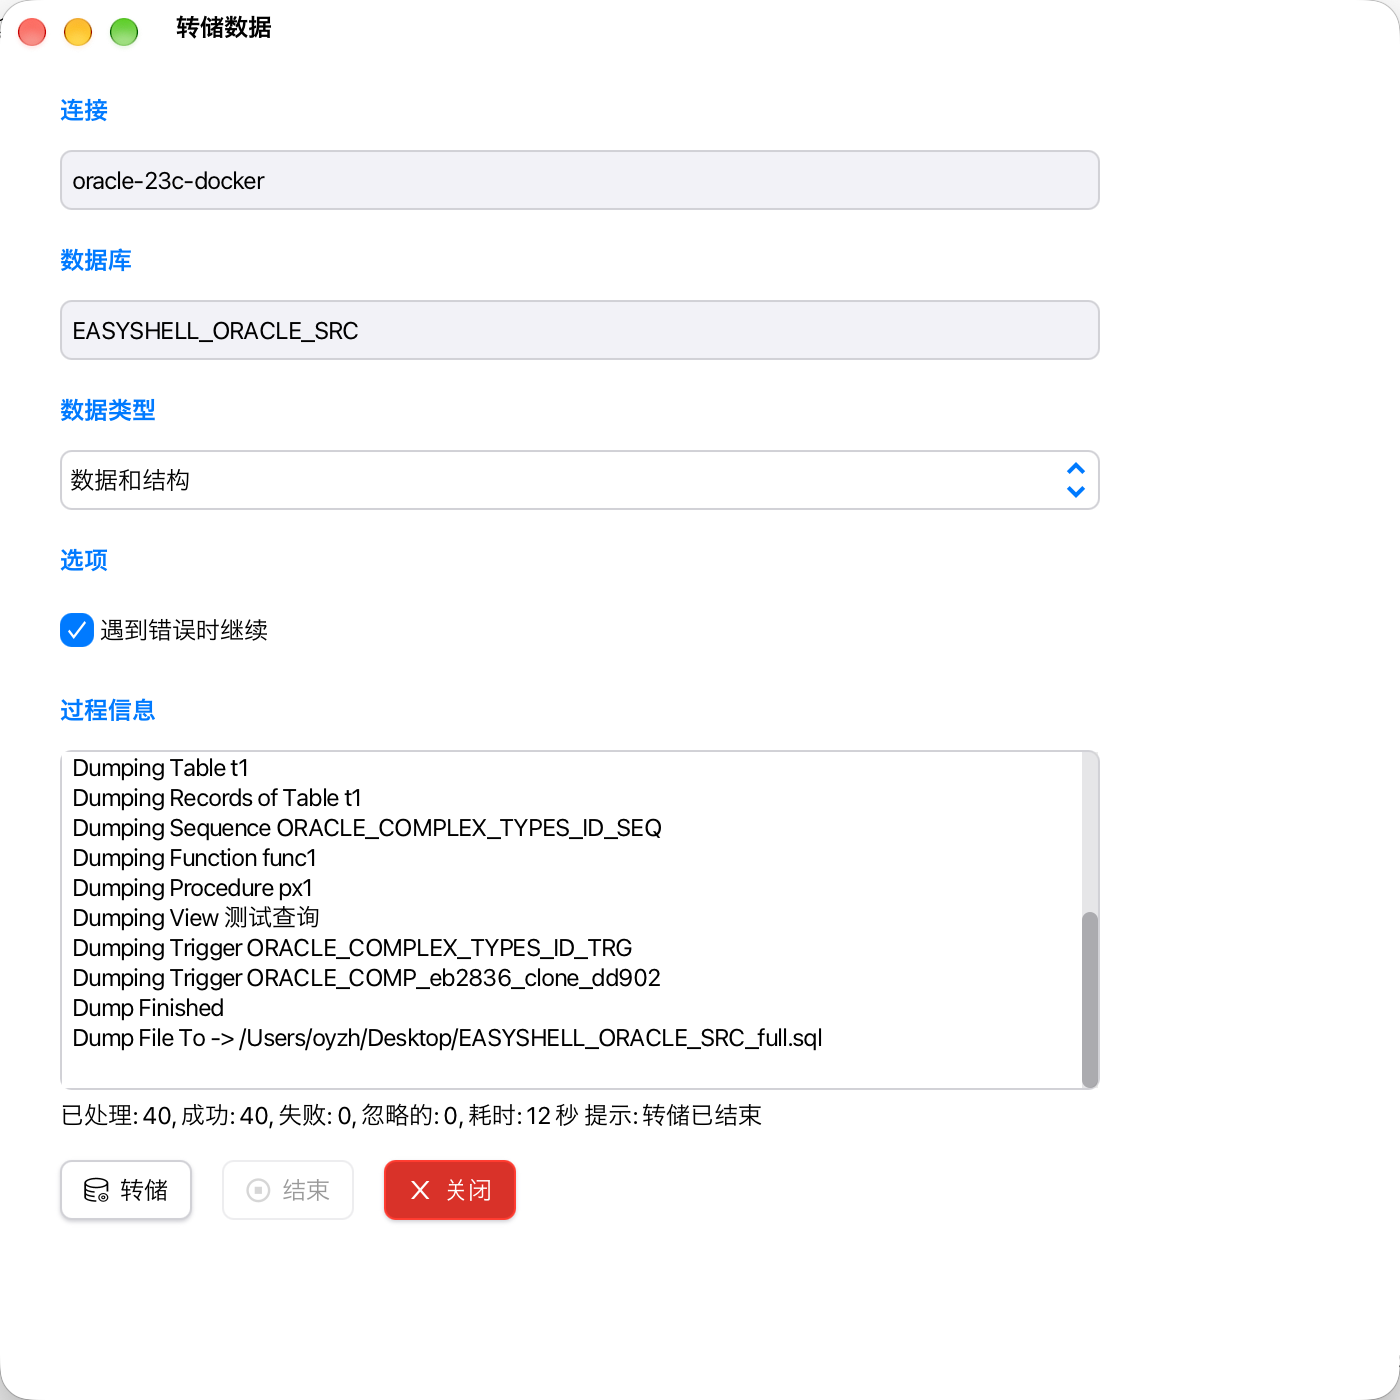 转储数据
连接
oracle-23c-docker
数据库
EASYSHELL_ORACLE_SRC
数据类型
数据和结构
选项
遇到错误时继续
过程信息
Dumping Table t1
Dumping Records of Table t1
Dumping Sequence ORACLE_COMPLEX_TYPES_ID_SEQ
Dumping Function func1
Dumping Procedure px1
Dumping View 测试查询
Dumping Trigger ORACLE_COMPLEX_TYPES_ID_TRG
Dumping Trigger ORACLE_COMP_eb2836_clone_dd902
Dump Finished
Dump File To -> /Users/oyzh/Desktop/EASYSHELL_ORACLE_SRC_full.sql
已处理: 40, 成功: 40, 失败: 0, 忽略的: 0, 耗时: 12 秒 提示: 转储已结束
转储 结束 X 关闭